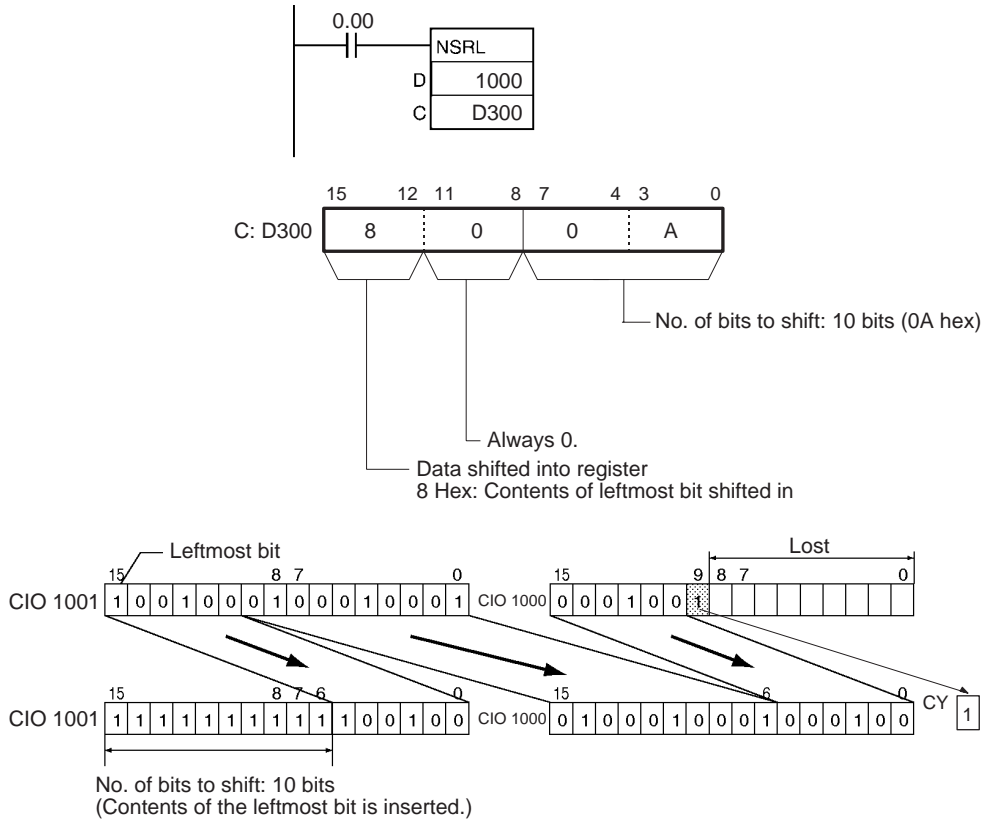 0.00
NSRL
D 1000
C D300
15 12 11 8 7 4 3 0
C: D300 8 0 0 A
No. of bits to shift: 10 bits (0A hex)
Always 0.
Data shifted into register
8 Hex: Contents of leftmost bit shifted in
Leftmost bit
Lost
15 8 7 0 15 9 8 7 0
CIO 1001 1 0 0 1 0 0 0 1 0 0 0 1 0 0 0 1 CIO 1000 0 0 0 1 0 0 1
15 8 7 6 0 15 6 0
CY
CIO 1001 1 1 1 1 1 1 1 1 1 1 1 0 0 1 0 0 CIO 1000 0 1 0 0 0 1 0 0 0 1 0 0 0 1 0 0 1
No. of bits to shift: 10 bits
(Contents of the leftmost bit is inserted.)